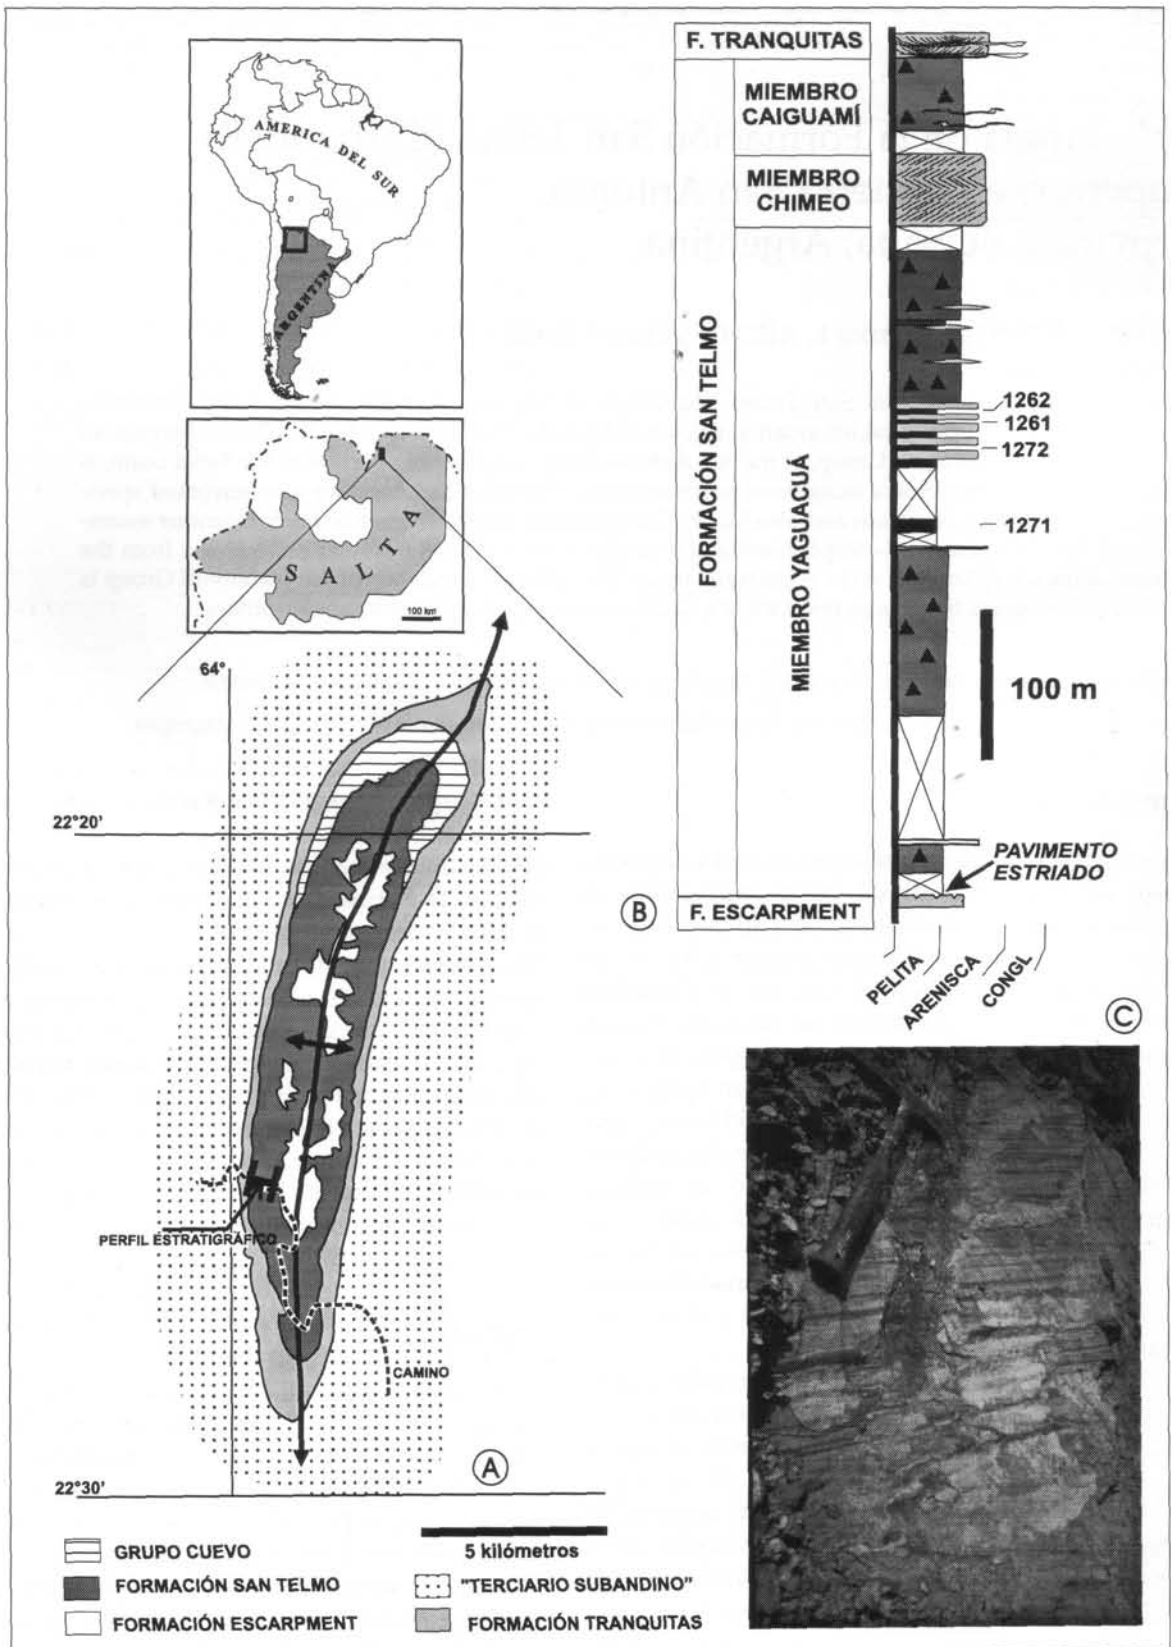 AMERICA DEL SUR
ARGENTINA
SALTA
100 km
64°
22°20'
PERFIL ESTRATIGRÁFICO
CAMINO
A
22°30'
GRUPO CUEVO
FORMACIÓN SAN TELMO
FORMACIÓN ESCARPMENT
5 kilómetros
"TERCIARIO SUBANDINO"
FORMACIÓN TRANQUITAS
F. TRANQUITAS
MIEMBRO
CAIGUAMÍ
MIEMBRO
CHIMEO
FORMACIÓN SAN TELMO
MIEMBRO YAGUACUA
1262
1261
1272
1271
100 m
PAVIMENTO
ESTRIADO
B
F. ESCARPMENT
PELITA
ARENISCA
CONGL
C